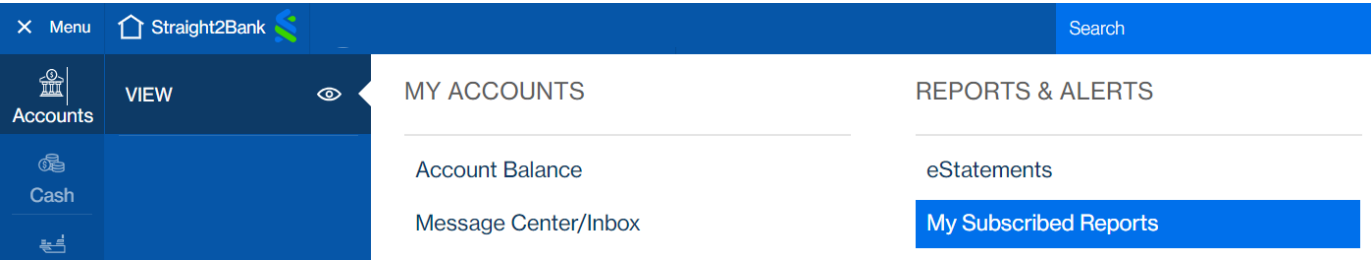 Menu
Straight2Bank
Search
Accounts
VIEW
MY ACCOUNTS
REPORTS & ALERTS
Cash
Account Balance
eStatements
Message Center/Inbox
My Subscribed Reports